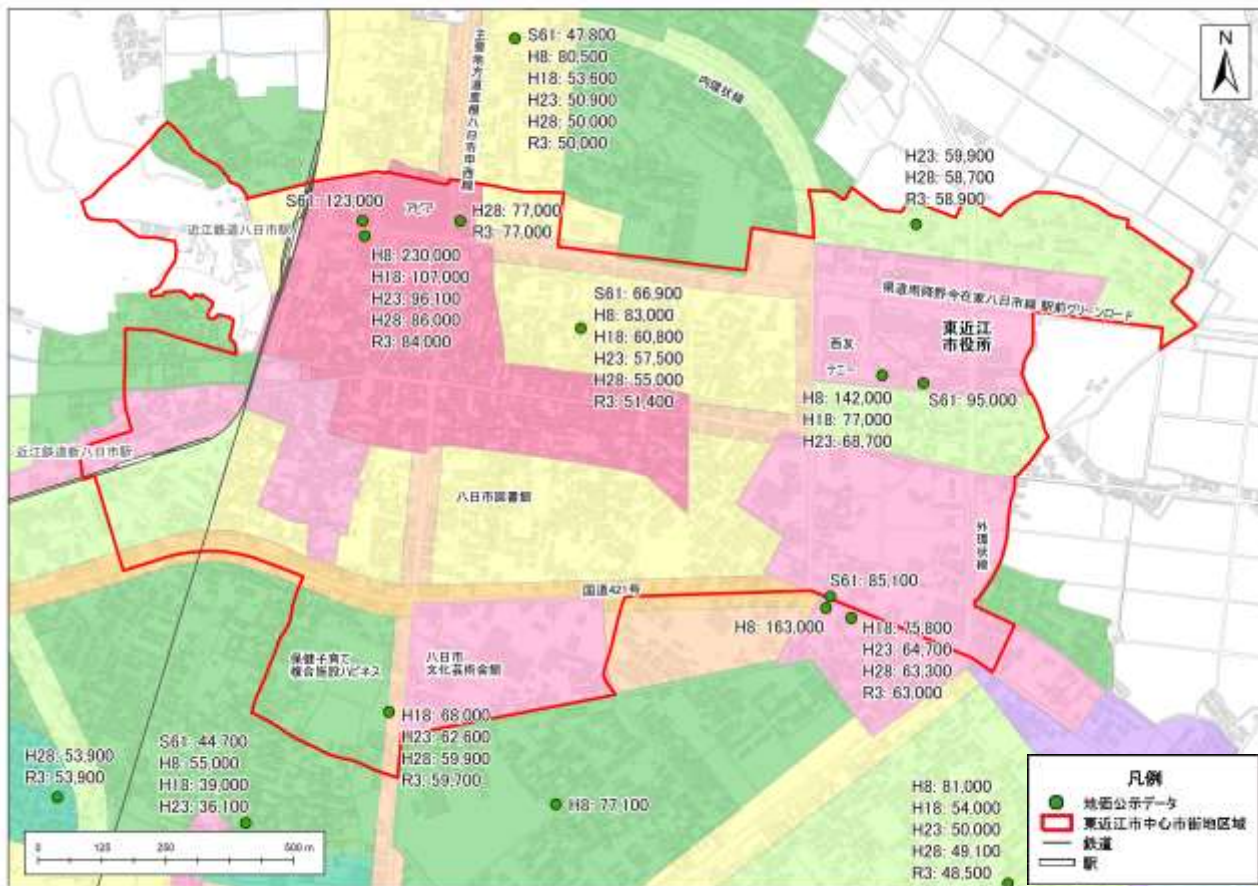 S61: 47,800
H8: 80,500
H18: 53,600
H23: 50,900
H28: 50,000
R3: 50,000
主要地方道彦根八日市甲西線
内環状線
N
H23: 59,900
H28: 58,700
R3: 58,900
S61: 123,000
アピア
H28: 77,000
R3: 77,000
近江鉄道八日市駅
H8: 230,000
H18: 107,000
H23: 96,100
H28: 86,000
R3: 84,000
S61: 66,900
H8: 83,000
H18: 60,800
H23: 57,500
H28: 55,000
R3: 51,400
県道雨降野今在家八日市線 駅前グリーンロード
東近江
市役所
西友
H8: 142,000
H18: 77,000
H23: 68,700
S61: 95,000
近江鉄道新八日市駅
八日市図書館
外環状線
国道421号
S61: 85,100
H8: 163,000
H18: 75,800
H23: 64,700
H28: 63,300
R3: 63,000
保健子育て
複合施設ハピネス
八日市
文化芸術会館
H18: 68,000
H23: 62,600
H28: 59,900
R3: 59,700
H28: 53,900
R3: 53,900
S61: 44,700
H8: 55,000
H18: 39,000
H23: 36,100
H8: 77,100
H8: 81,000
H18: 54,000
H23: 50,000
H28: 49,100
R3: 48,500
凡例
地価公示データ
東近江市中心市街地区域
鉄道
駅
0 125 250 500 m